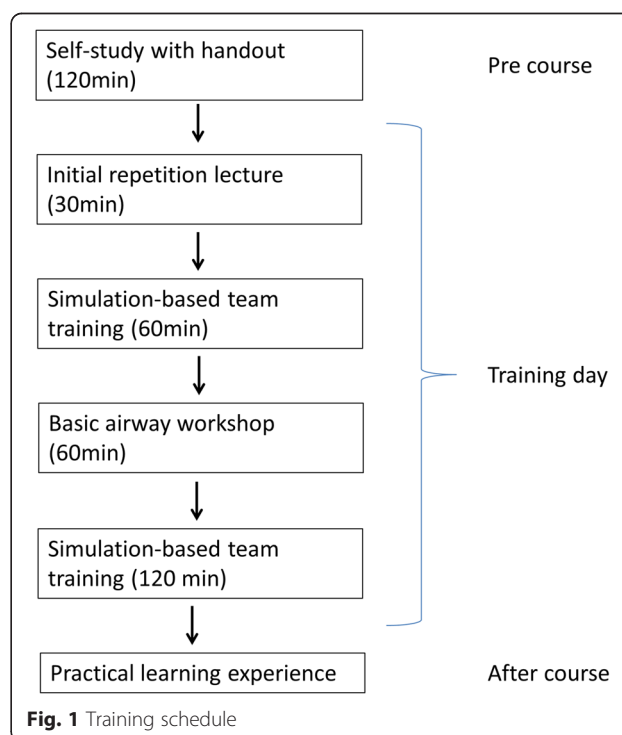 Self-study with handout
(120min)
Pre course
Initial repetition lecture
(30min)
Simulation-based team
training (60min)
Training day
Basic airway workshop
(60min)
Simulation-based team
training (120 min)
Practical learning experience
After course
Fig. 1 Training schedule